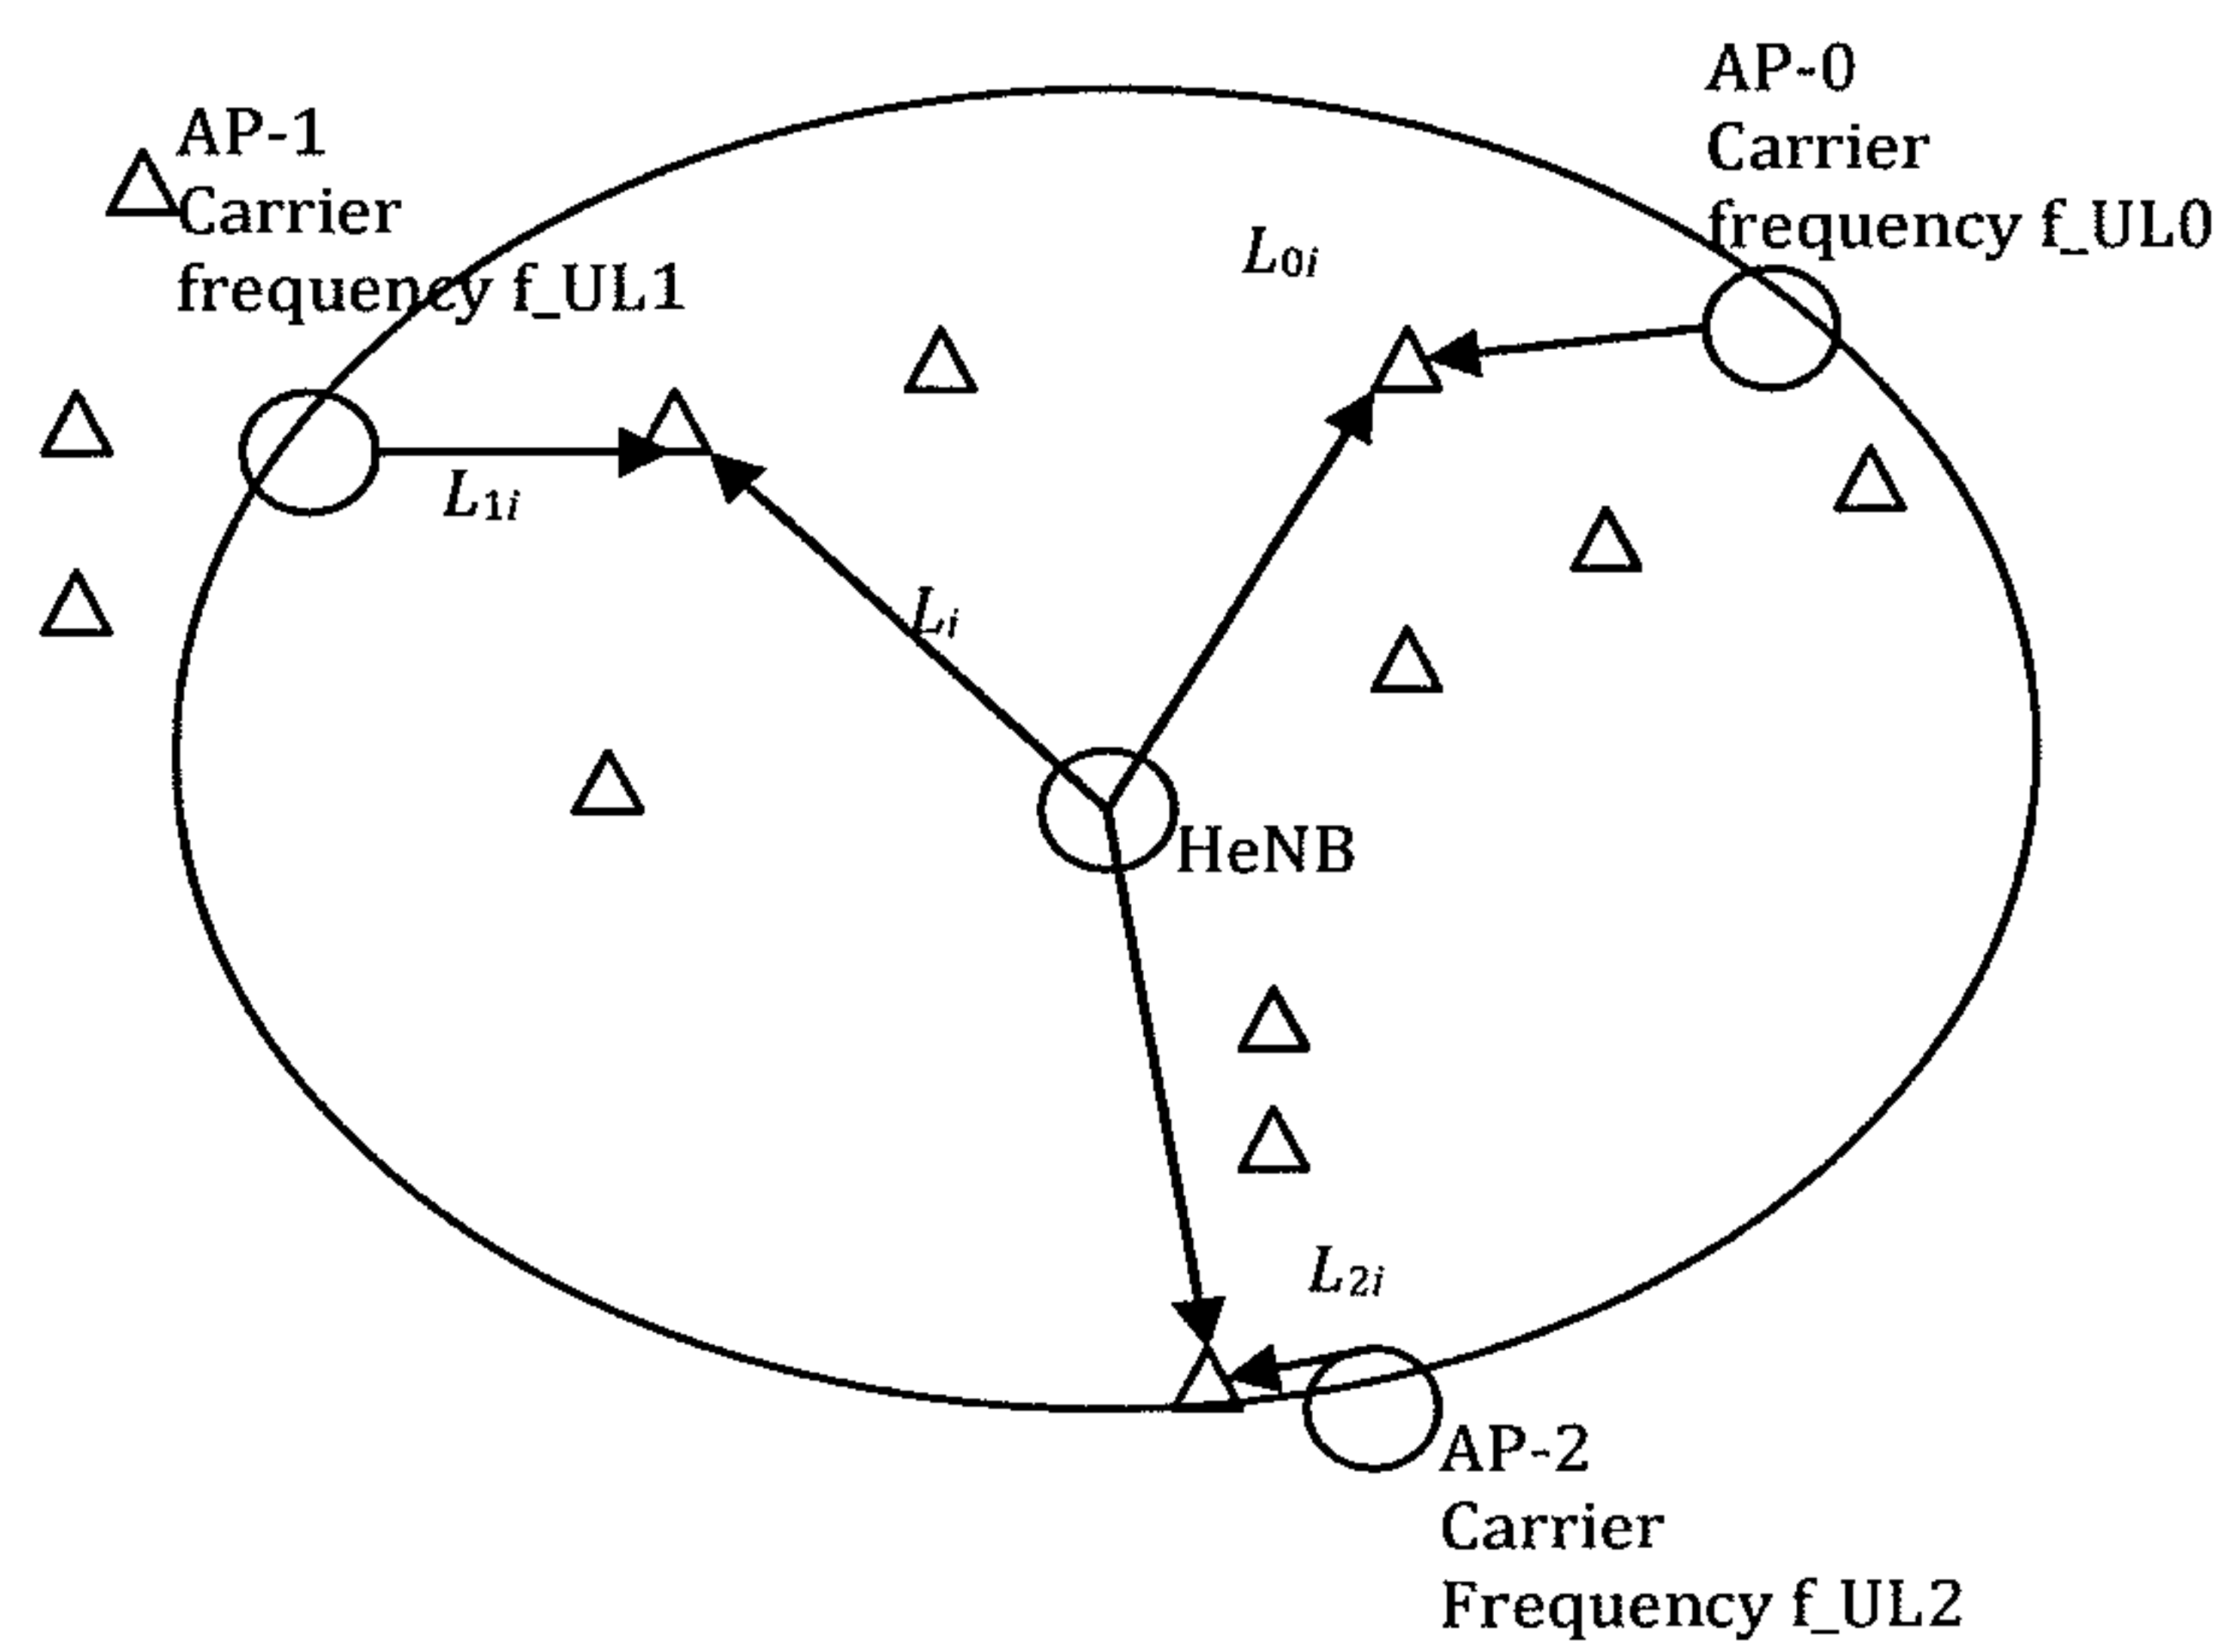 AP-1
Carrier
frequency f_UL1
AP-0
Carrier
frequency f_UL0
L0i
L1i
Li
HeNB
L2i
AP-2
Carrier
Frequency f_UL2